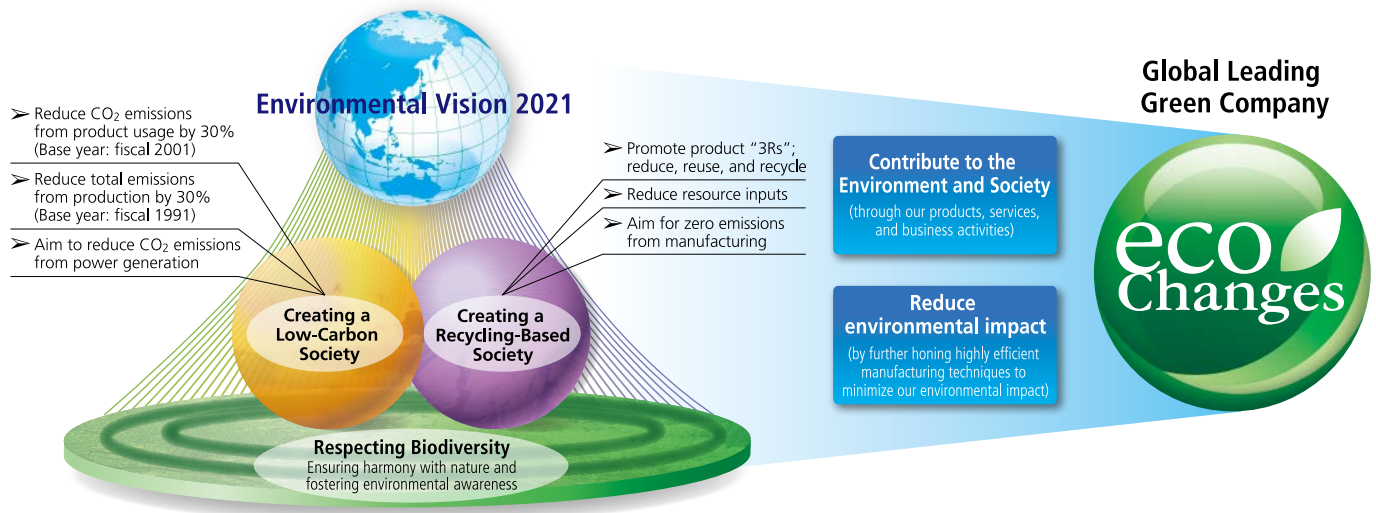 Environmental Vision 2021
➢ Reduce CO₂ emissions
from product usage by 30%
(Base year: fiscal 2001)
➢ Reduce total emissions
from production by 30%
(Base year: fiscal 1991)
➢ Aim to reduce CO₂ emissions
from power generation
➢ Promote product “3Rs”;
reduce, reuse, and recycle
➢ Reduce resource inputs
➢ Aim for zero emissions
from manufacturing
Creating a
Low-Carbon
Society
Creating a
Recycling-Based
Society
Respecting Biodiversity
Ensuring harmony with nature and
fostering environmental awareness
Contribute to the
Environment and Society
(through our products, services,
and business activities)
Reduce
environmental impact
(by further honing highly efficient
manufacturing techniques to
minimize our environmental impact)
Global Leading
Green Company
eco
Changes